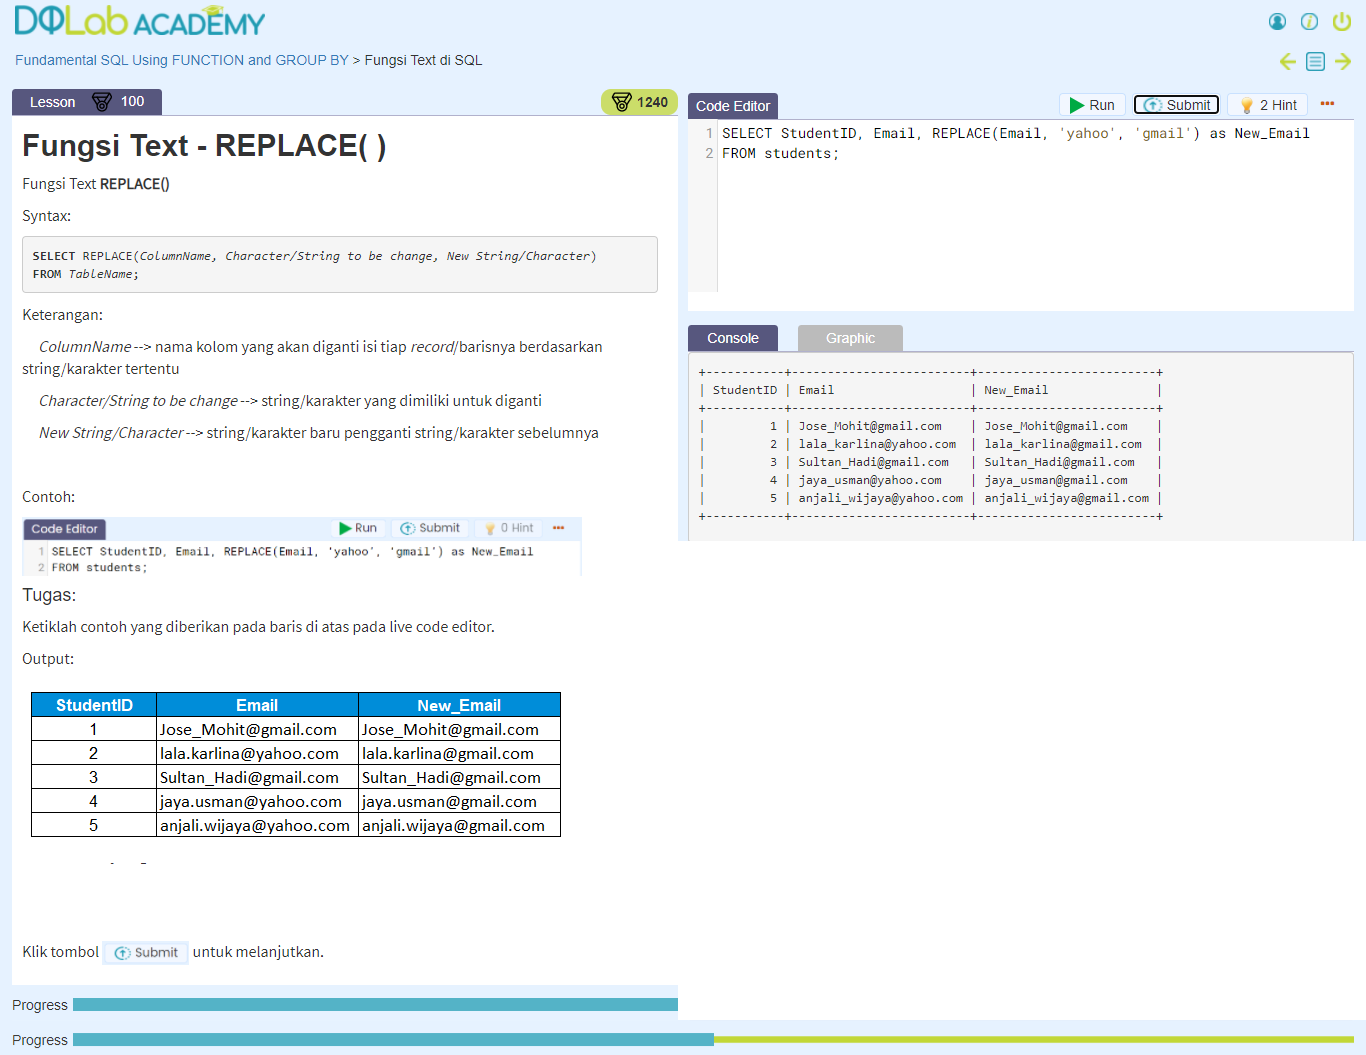 DQLab ACADEMY
Fundamental SQL Using FUNCTION and GROUP BY > Fungsi Text di SQL
Lesson 100
1240
Fungsi Text - REPLACE( )
Fungsi Text REPLACE()
Syntax:
SELECT REPLACE(ColumnName, Character/String to be change, New String/Character)
FROM TableName;
Keterangan:
ColumnName --> nama kolom yang akan diganti isi tiap record/barisnya berdasarkan
string/karakter tertentu
Character/String to be change --> string/karakter yang dimiliki untuk diganti
New String/Character --> string/karakter baru pengganti string/karakter sebelumnya
Contoh:
Code Editor Run Submit 0 Hint
1 SELECT StudentID, Email, REPLACE(Email, 'yahoo', 'gmail') as New_Email
2 FROM students;
Tugas:
Ketiklah contoh yang diberikan pada baris di atas pada live code editor.
Output:
StudentID Email New_Email
1 Jose_Mohit@gmail.com Jose_Mohit@gmail.com
2 lala.karlina@yahoo.com lala.karlina@gmail.com
3 Sultan_Hadi@gmail.com Sultan_Hadi@gmail.com
4 jaya.usman@yahoo.com jaya.usman@gmail.com
5 anjali.wijaya@yahoo.com anjali.wijaya@gmail.com
Klik tombol Submit untuk melanjutkan.
Progress
Progress
Code Editor Run Submit 2 Hint
1 SELECT StudentID, Email, REPLACE(Email, 'yahoo', 'gmail') as New_Email
2 FROM students;
Console Graphic
+-----------+-------------------------+-------------------------+
| StudentID | Email | New_Email |
+-----------+-------------------------+-------------------------+
| 1 | Jose_Mohit@gmail.com | Jose_Mohit@gmail.com |
| 2 | lala_karlina@yahoo.com | lala_karlina@gmail.com |
| 3 | Sultan_Hadi@gmail.com | Sultan_Hadi@gmail.com |
| 4 | jaya_usman@yahoo.com | jaya_usman@gmail.com |
| 5 | anjali_wijaya@yahoo.com | anjali_wijaya@gmail.com |
+-----------+-------------------------+-------------------------+